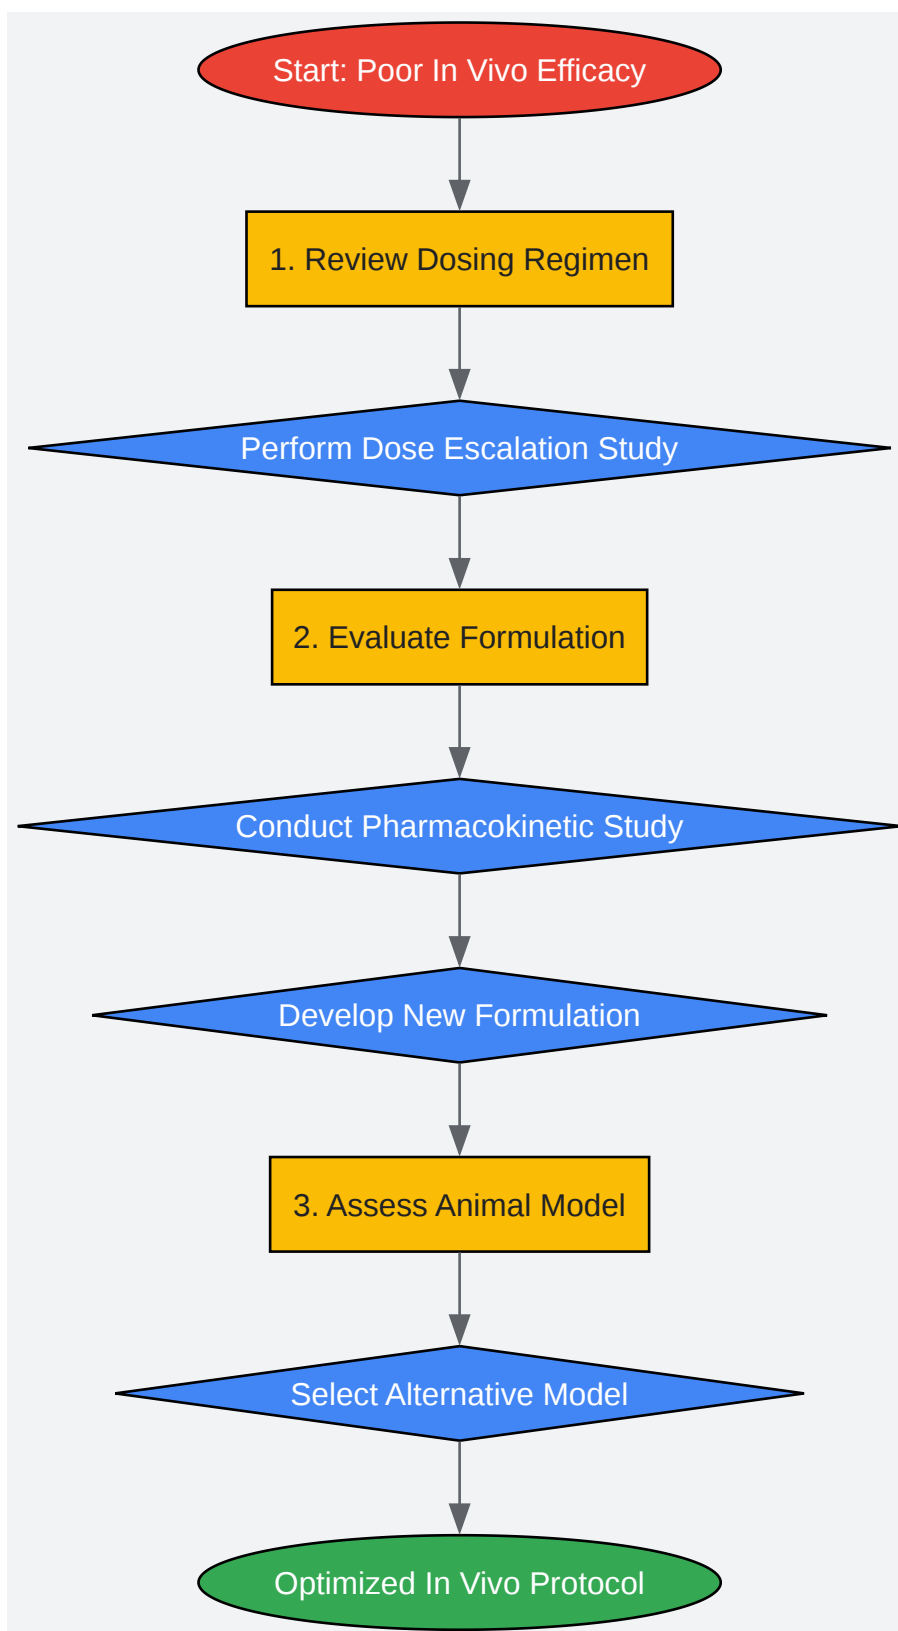 Start: Poor In Vivo Efficacy
1. Review Dosing Regimen
Perform Dose Escalation Study
2. Evaluate Formulation
Conduct Pharmacokinetic Study
Develop New Formulation
3. Assess Animal Model
Select Alternative Model
Optimized In Vivo Protocol